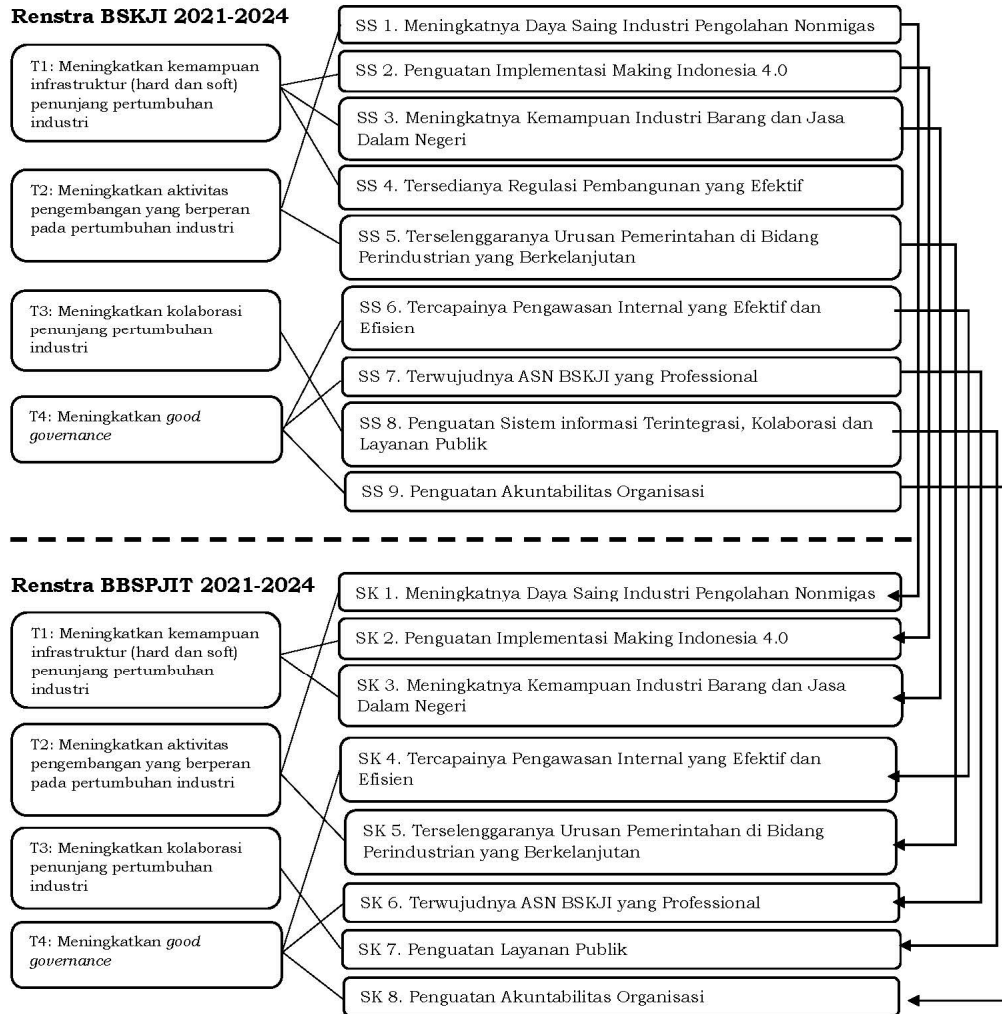 Renstra BSKJI 2021-2024
T1: Meningkatkan kemampuan
infrastruktur (hard dan soft)
penunjang pertumbuhan
industri
T2: Meningkatkan aktivitas
pengembangan yang berperan
pada pertumbuhan industri
T3: Meningkatkan kolaborasi
penunjang pertumbuhan
industri
T4: Meningkatkan good
governance
SS 1. Meningkatnya Daya Saing Industri Pengolahan Nonmigas
SS 2. Penguatan Implementasi Making Indonesia 4.0
SS 3. Meningkatnya Kemampuan Industri Barang dan Jasa
Dalam Negeri
SS 4. Tersedianya Regulasi Pembangunan yang Efektif
SS 5. Terselenggaranya Urusan Pemerintahan di Bidang
Perindustrian yang Berkelanjutan
SS 6. Tercapainya Pengawasan Internal yang Efektif dan
Efisien
SS 7. Terwujudnya ASN BSKJI yang Professional
SS 8. Penguatan Sistem informasi Terintegrasi, Kolaborasi dan
Layanan Publik
SS 9. Penguatan Akuntabilitas Organisasi
Renstra BBSPJIT 2021-2024
T1: Meningkatkan kemampuan
infrastruktur (hard dan soft)
penunjang pertumbuhan
industri
T2: Meningkatkan aktivitas
pengembangan yang berperan
pada pertumbuhan industri
T3: Meningkatkan kolaborasi
penunjang pertumbuhan
industri
T4: Meningkatkan good
governance
SK 1. Meningkatnya Daya Saing Industri Pengolahan Nonmigas
SK 2. Penguatan Implementasi Making Indonesia 4.0
SK 3. Meningkatnya Kemampuan Industri Barang dan Jasa
Dalam Negeri
SK 4. Tercapainya Pengawasan Internal yang Efektif dan
Efisien
SK 5. Terselenggaranya Urusan Pemerintahan di Bidang
Perindustrian yang Berkelanjutan
SK 6. Terwujudnya ASN BSKJI yang Professional
SK 7. Penguatan Layanan Publik
SK 8. Penguatan Akuntabilitas Organisasi